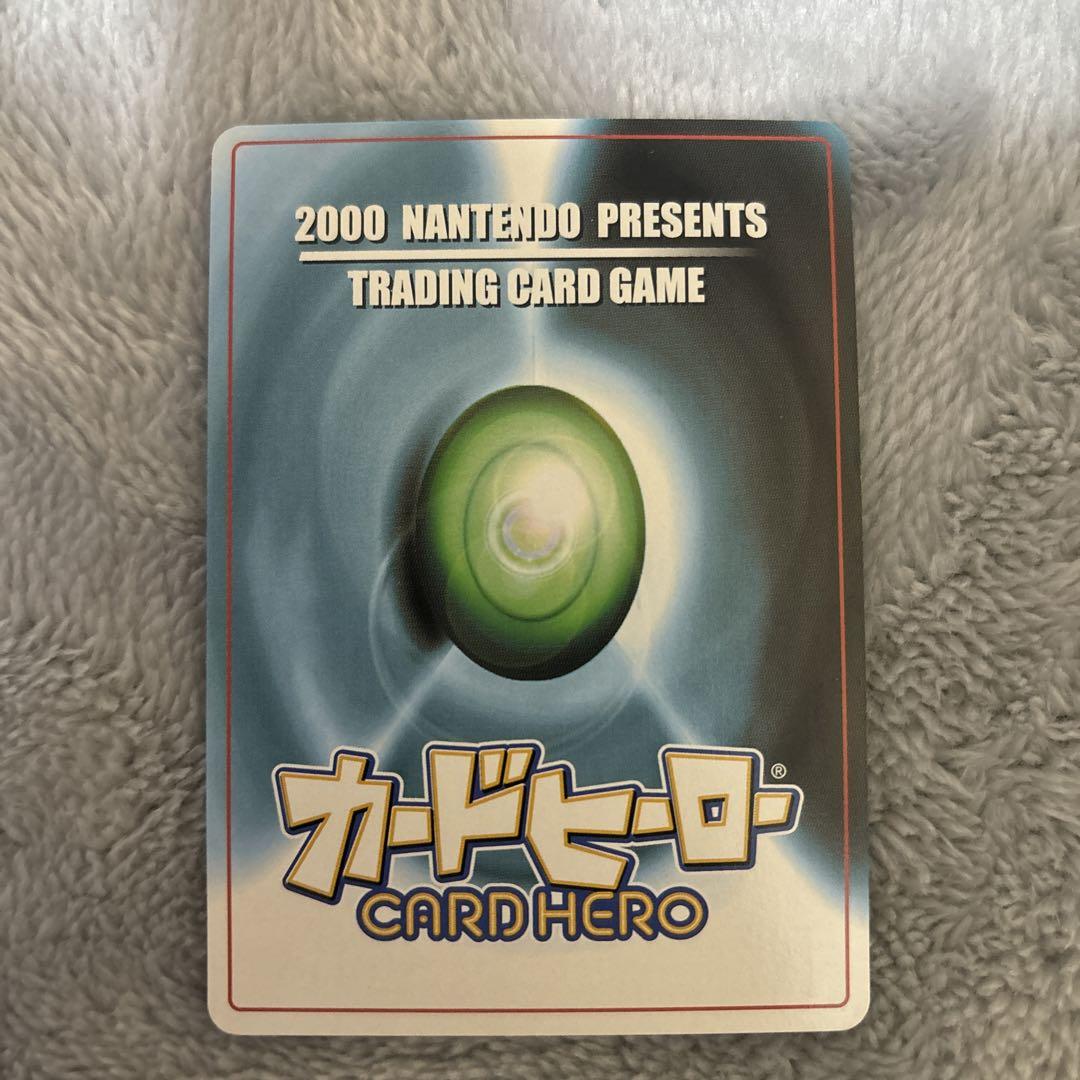 2000 NANTENDO PRESENTS
TRADING CARD GAME
カードヒーロー®
CARD HERO